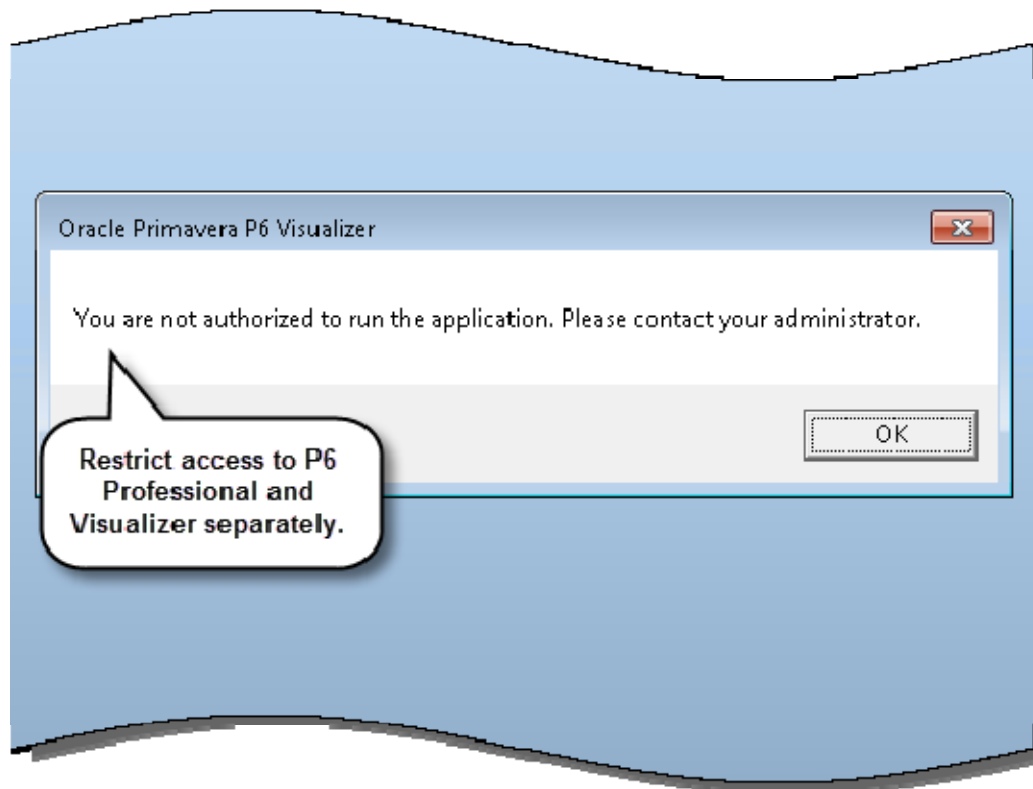 Oracle Primavera P6 Visualizer
You are not authorized to run the application. Please contact your administrator.
OK
Restrict access to P6
Professional and
Visualizer separately.